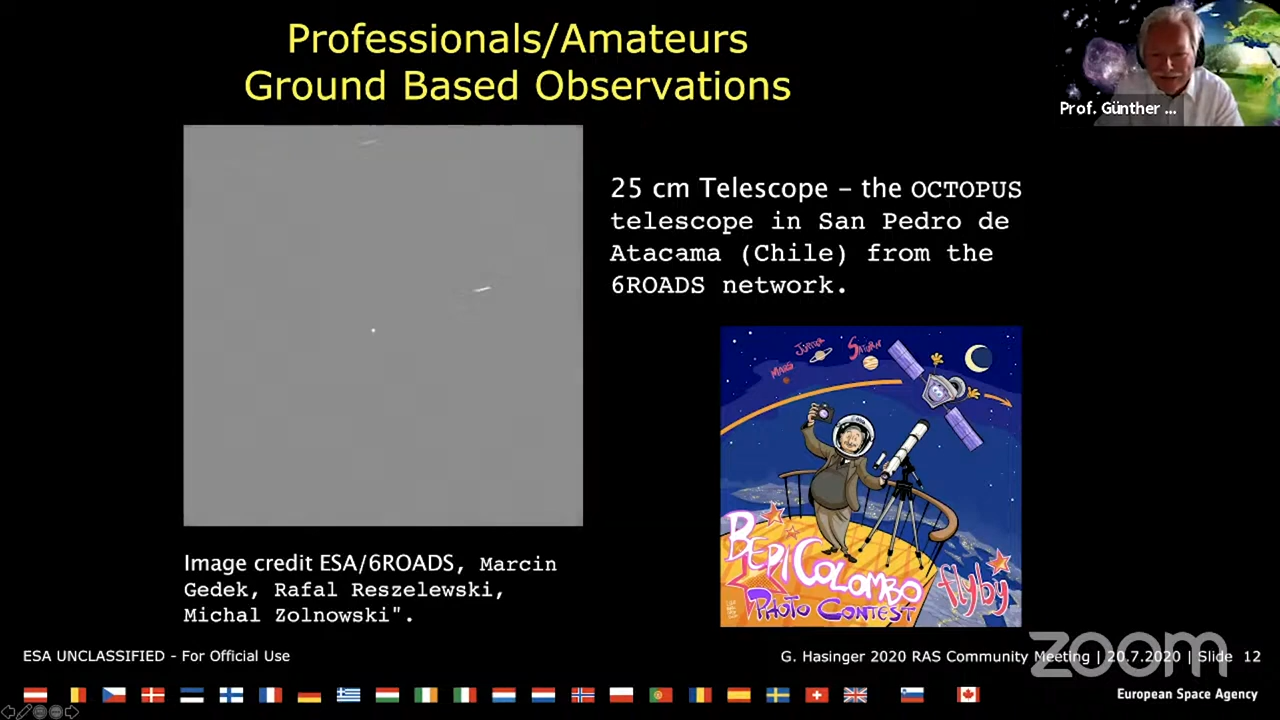 Professionals/Amateurs
Ground Based Observations
Prof. Günther ...
25 cm Telescope – the OCTOPUS
telescope in San Pedro de
Atacama (Chile) from the
6ROADS network.
MARS
JUPITER
SATURN
BEPICOLOMBO
flyby
PHOTO CONTEST
Image credit ESA/6ROADS, Marcin
Gedek, Rafal Reszelewski,
Michal Zolnowski".
ESA UNCLASSIFIED - For Official Use
G. Hasinger 2020 RAS Community Meeting | 20.7.2020 | Slide 12
zoom
European Space Agency